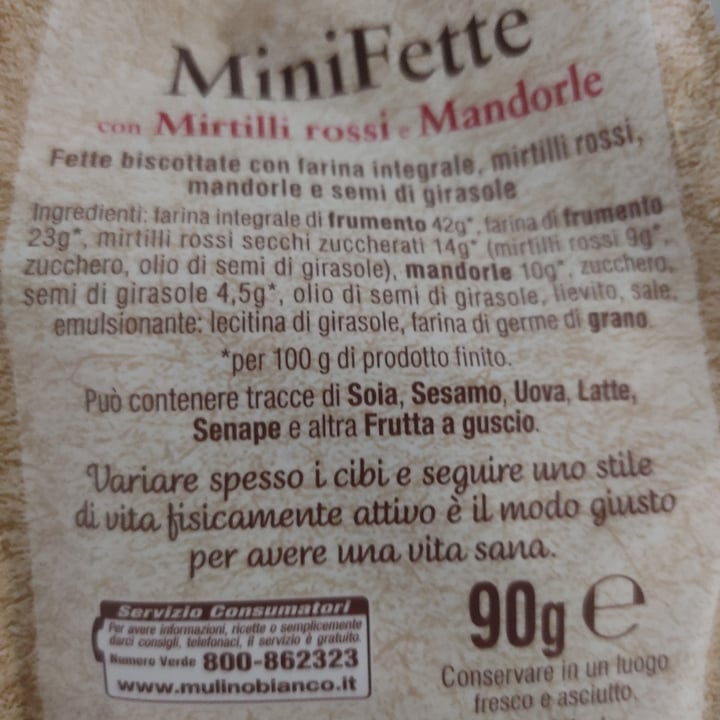 MiniFette
con Mirtilli rossi e Mandorle
Fette biscottate con farina integrale, mirtilli rossi,
mandorle e semi di girasole
Ingredienti: farina integrale di frumento 42g*, farina di frumento
23g*, mirtilli rossi secchi zuccherati 14g* (mirtilli rossi 9g*,
zucchero, olio di semi di girasole), mandorle 10g*, zucchero,
semi di girasole 4,5g*, olio di semi di girasole, lievito, sale,
emulsionante: lecitina di girasole, farina di germe di grano.
*per 100 g di prodotto finito.
Può contenere tracce di Soia, Sesamo, Uova, Latte,
Senape e altra Frutta a guscio.
Variare spesso i cibi e seguire uno stile
di vita fisicamente attivo è il modo giusto
per avere una vita sana.
Servizio Consumatori
Per avere informazioni, ricette o semplicemente
darci consigli, telefonaci, il servizio è gratuito.
Numero Verde 800-862323
www.mulinobianco.it
90g e
Conservare in un luogo
fresco e asciutto.